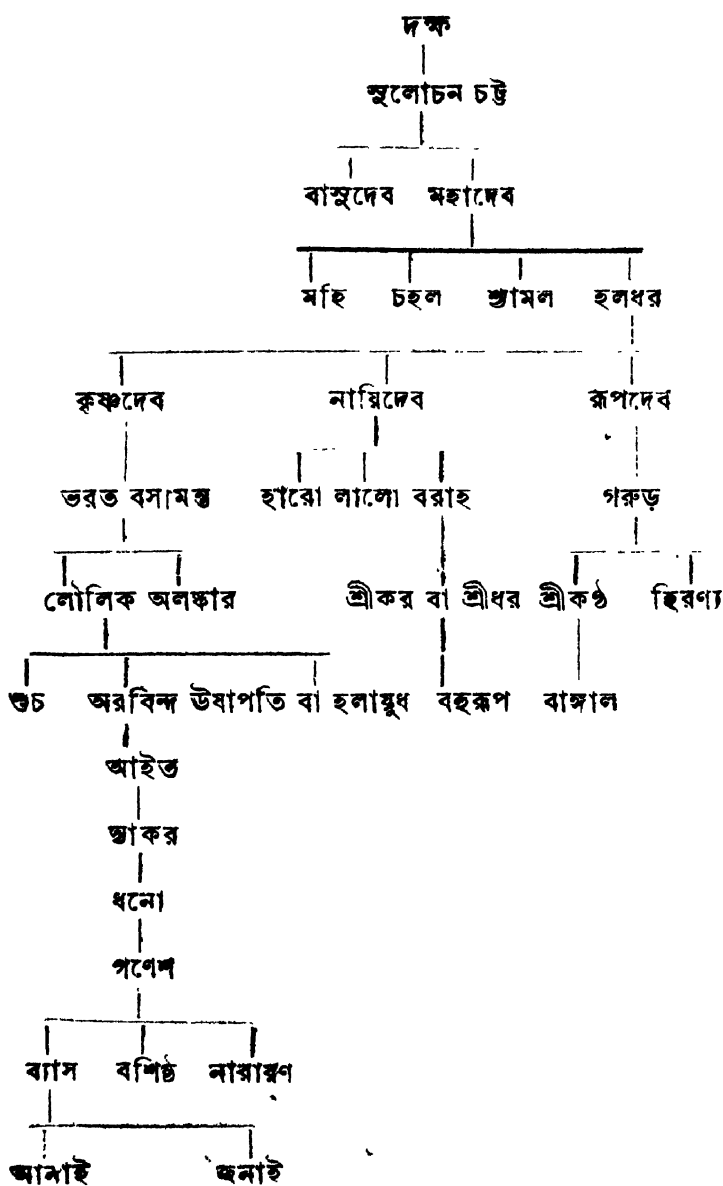 দক্ষ
সুলোচন চট্ট
বাসুদেব মহাদেব
মহি চহল শ্যামল হলধর
কৃষ্ণদেব নায়িদেব রূপদেব
ভরত বসামন্ত হারো লালো বরাহ গরুড়
লৌলিক অলঙ্কার শ্রীকর বা শ্রীধর শ্রীকণ্ঠ হিরণ্য
শুচ অরবিন্দ ঊষাপতি বা হলায়ুধ বহুরূপ বাঙ্গাল
আইত
ধনো
গণেশ
ব্যাস বশিষ্ঠ নারায়ণ
আনাই জনাই